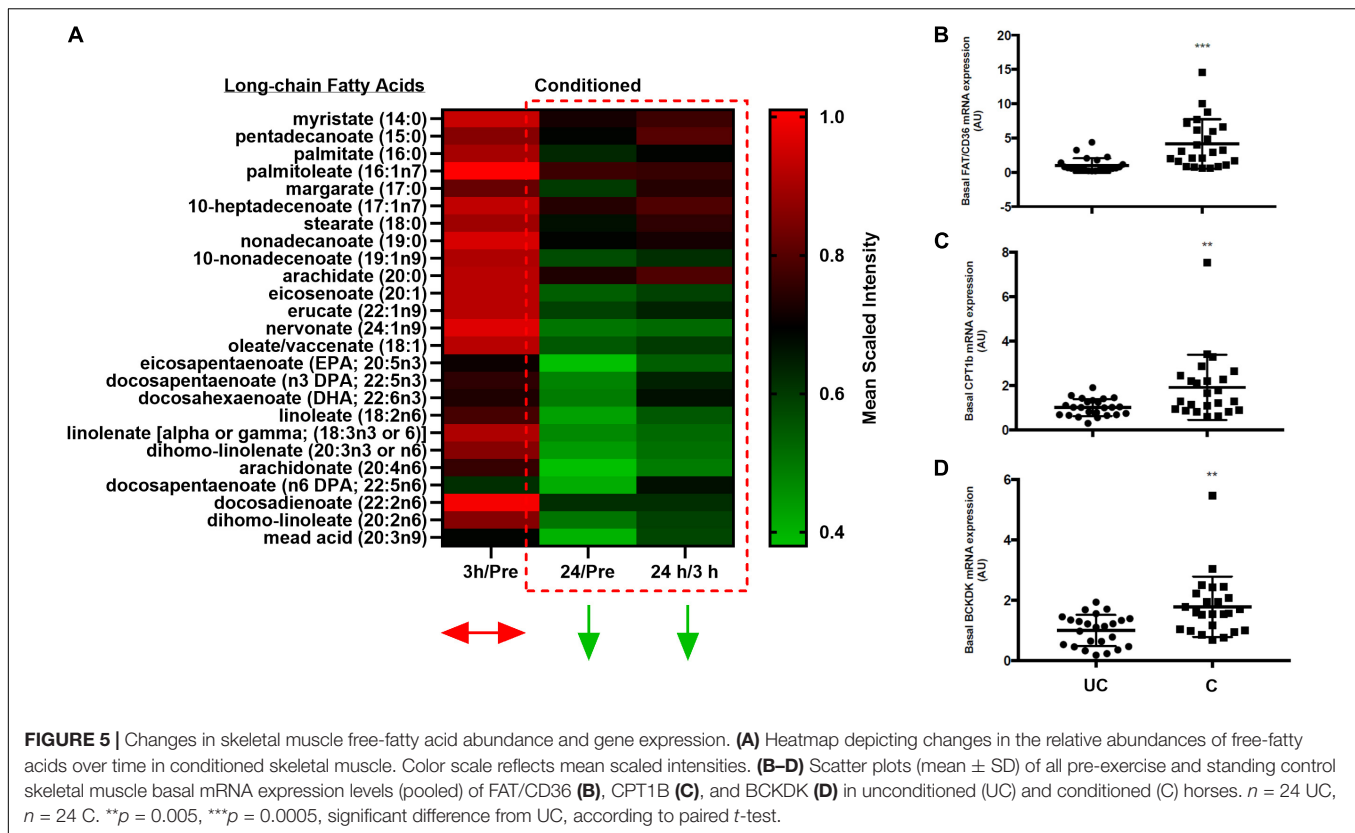 A
Long-chain Fatty Acids
Conditioned
myristate (14:0)
pentadecanoate (15:0)
palmitate (16:0)
palmitoleate (16:1n7)
margarate (17:0)
10-heptadecenoate (17:1n7)
stearate (18:0)
nonadecanoate (19:0)
10-nonadecenoate (19:1n9)
arachidate (20:0)
eicosenoate (20:1)
erucate (22:1n9)
nervonate (24:1n9)
oleate/vaccenate (18:1)
eicosapentaenoate (EPA; 20:5n3)
docosapentaenoate (n3 DPA; 22:5n3)
docosahexaenoate (DHA; 22:6n3)
linoleate (18:2n6)
linolenate [alpha or gamma; (18:3n3 or 6)]
dihomo-linolenate (20:3n3 or n6)
arachidonate (20:4n6)
docosapentaenoate (n6 DPA; 22:5n6)
docosadienoate (22:2n6)
dihomo-linoleate (20:2n6)
mead acid (20:3n9)
3h/Pre
24/Pre
24 h/3 h
1.0
0.8
0.6
0.4
Mean Scaled Intensity
B
Basal FAT/CD36 mRNA expression
(AU)
20
15
10
5
0
-5
***
C
Basal CPT1b mRNA expression
(AU)
8
6
4
2
0
**
D
Basal BCKDK mRNA expression
(AU)
6
4
2
0
**
UC
C
FIGURE 5 | Changes in skeletal muscle free-fatty acid abundance and gene expression. (A) Heatmap depicting changes in the relative abundances of free-fatty
acids over time in conditioned skeletal muscle. Color scale reflects mean scaled intensities. (B–D) Scatter plots (mean ± SD) of all pre-exercise and standing control
skeletal muscle basal mRNA expression levels (pooled) of FAT/CD36 (B), CPT1B (C), and BCKDK (D) in unconditioned (UC) and conditioned (C) horses. n = 24 UC,
n = 24 C. **p = 0.005, ***p = 0.0005, significant difference from UC, according to paired t-test.